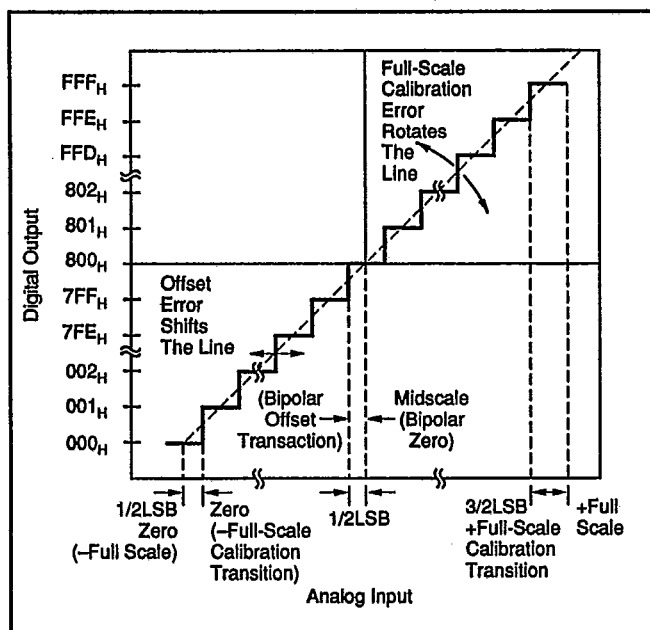 Digital Output
FFF_H
FFE_H
FFD_H
802_H
801_H
800_H
7FF_H
7FE_H
002_H
001_H
000_H
Full-Scale
Calibration
Error
Rotates
The
Line
Offset
Error
Shifts
The Line
(Bipolar
Offset
Transaction)
Midscale
(Bipolar
Zero)
1/2LSB
Zero
(–Full Scale)
Zero
(–Full-Scale
Calibration
Transition)
1/2LSB
3/2LSB
+Full-Scale
Calibration
Transition
+Full
Scale
Analog Input